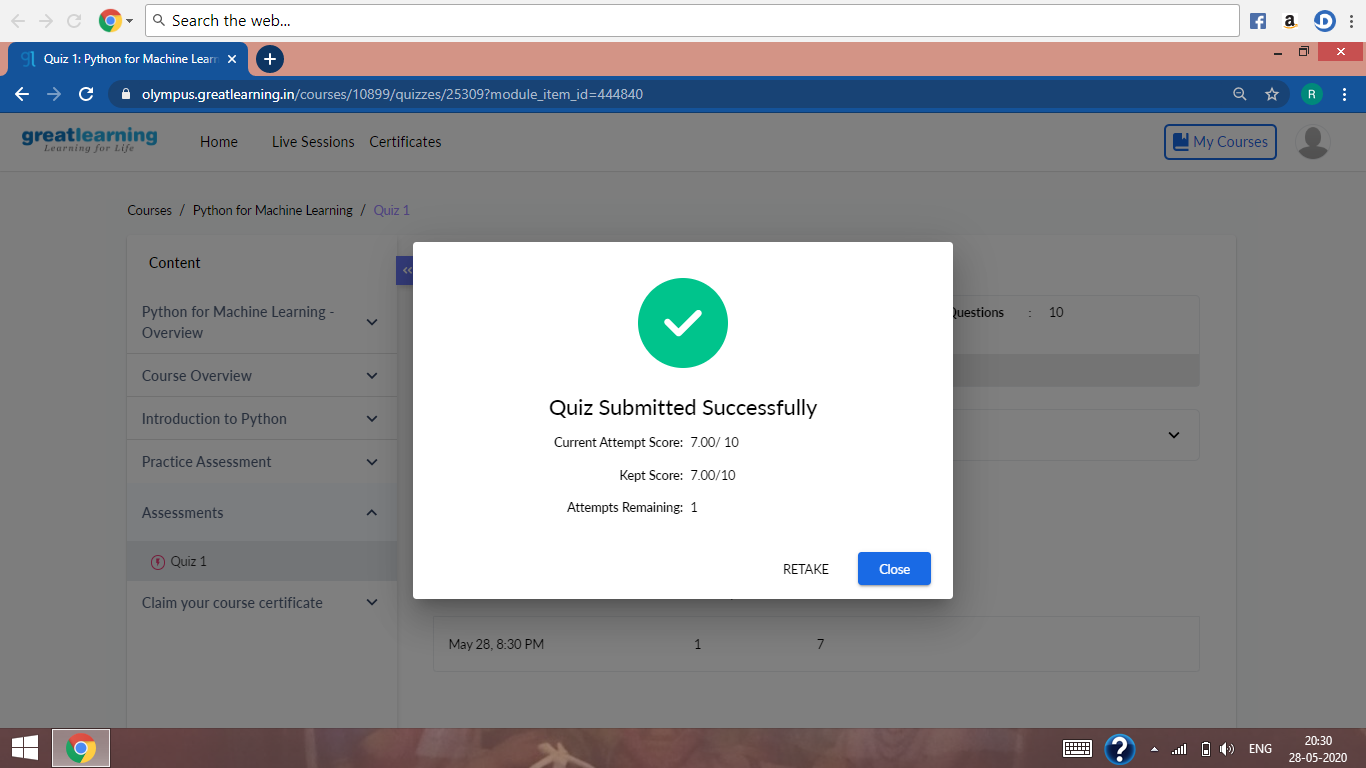 Search the web...
Quiz 1: Python for Machine Learn
olympus.greatlearning.in/courses/10899/quizzes/25309?module_item_id=444840
R
greatlearning
Learning for Life
Home Live Sessions Certificates
My Courses
Courses / Python for Machine Learning / Quiz 1
Content
Python for Machine Learning -
Overview
Course Overview
Introduction to Python
Practice Assessment
Assessments
Quiz 1
Claim your course certificate
Questions : 10
Quiz Submitted Successfully
Current Attempt Score: 7.00/ 10
Kept Score: 7.00/10
Attempts Remaining: 1
RETAKE Close
May 28, 8:30 PM 1 7
ENG
20:30
28-05-2020